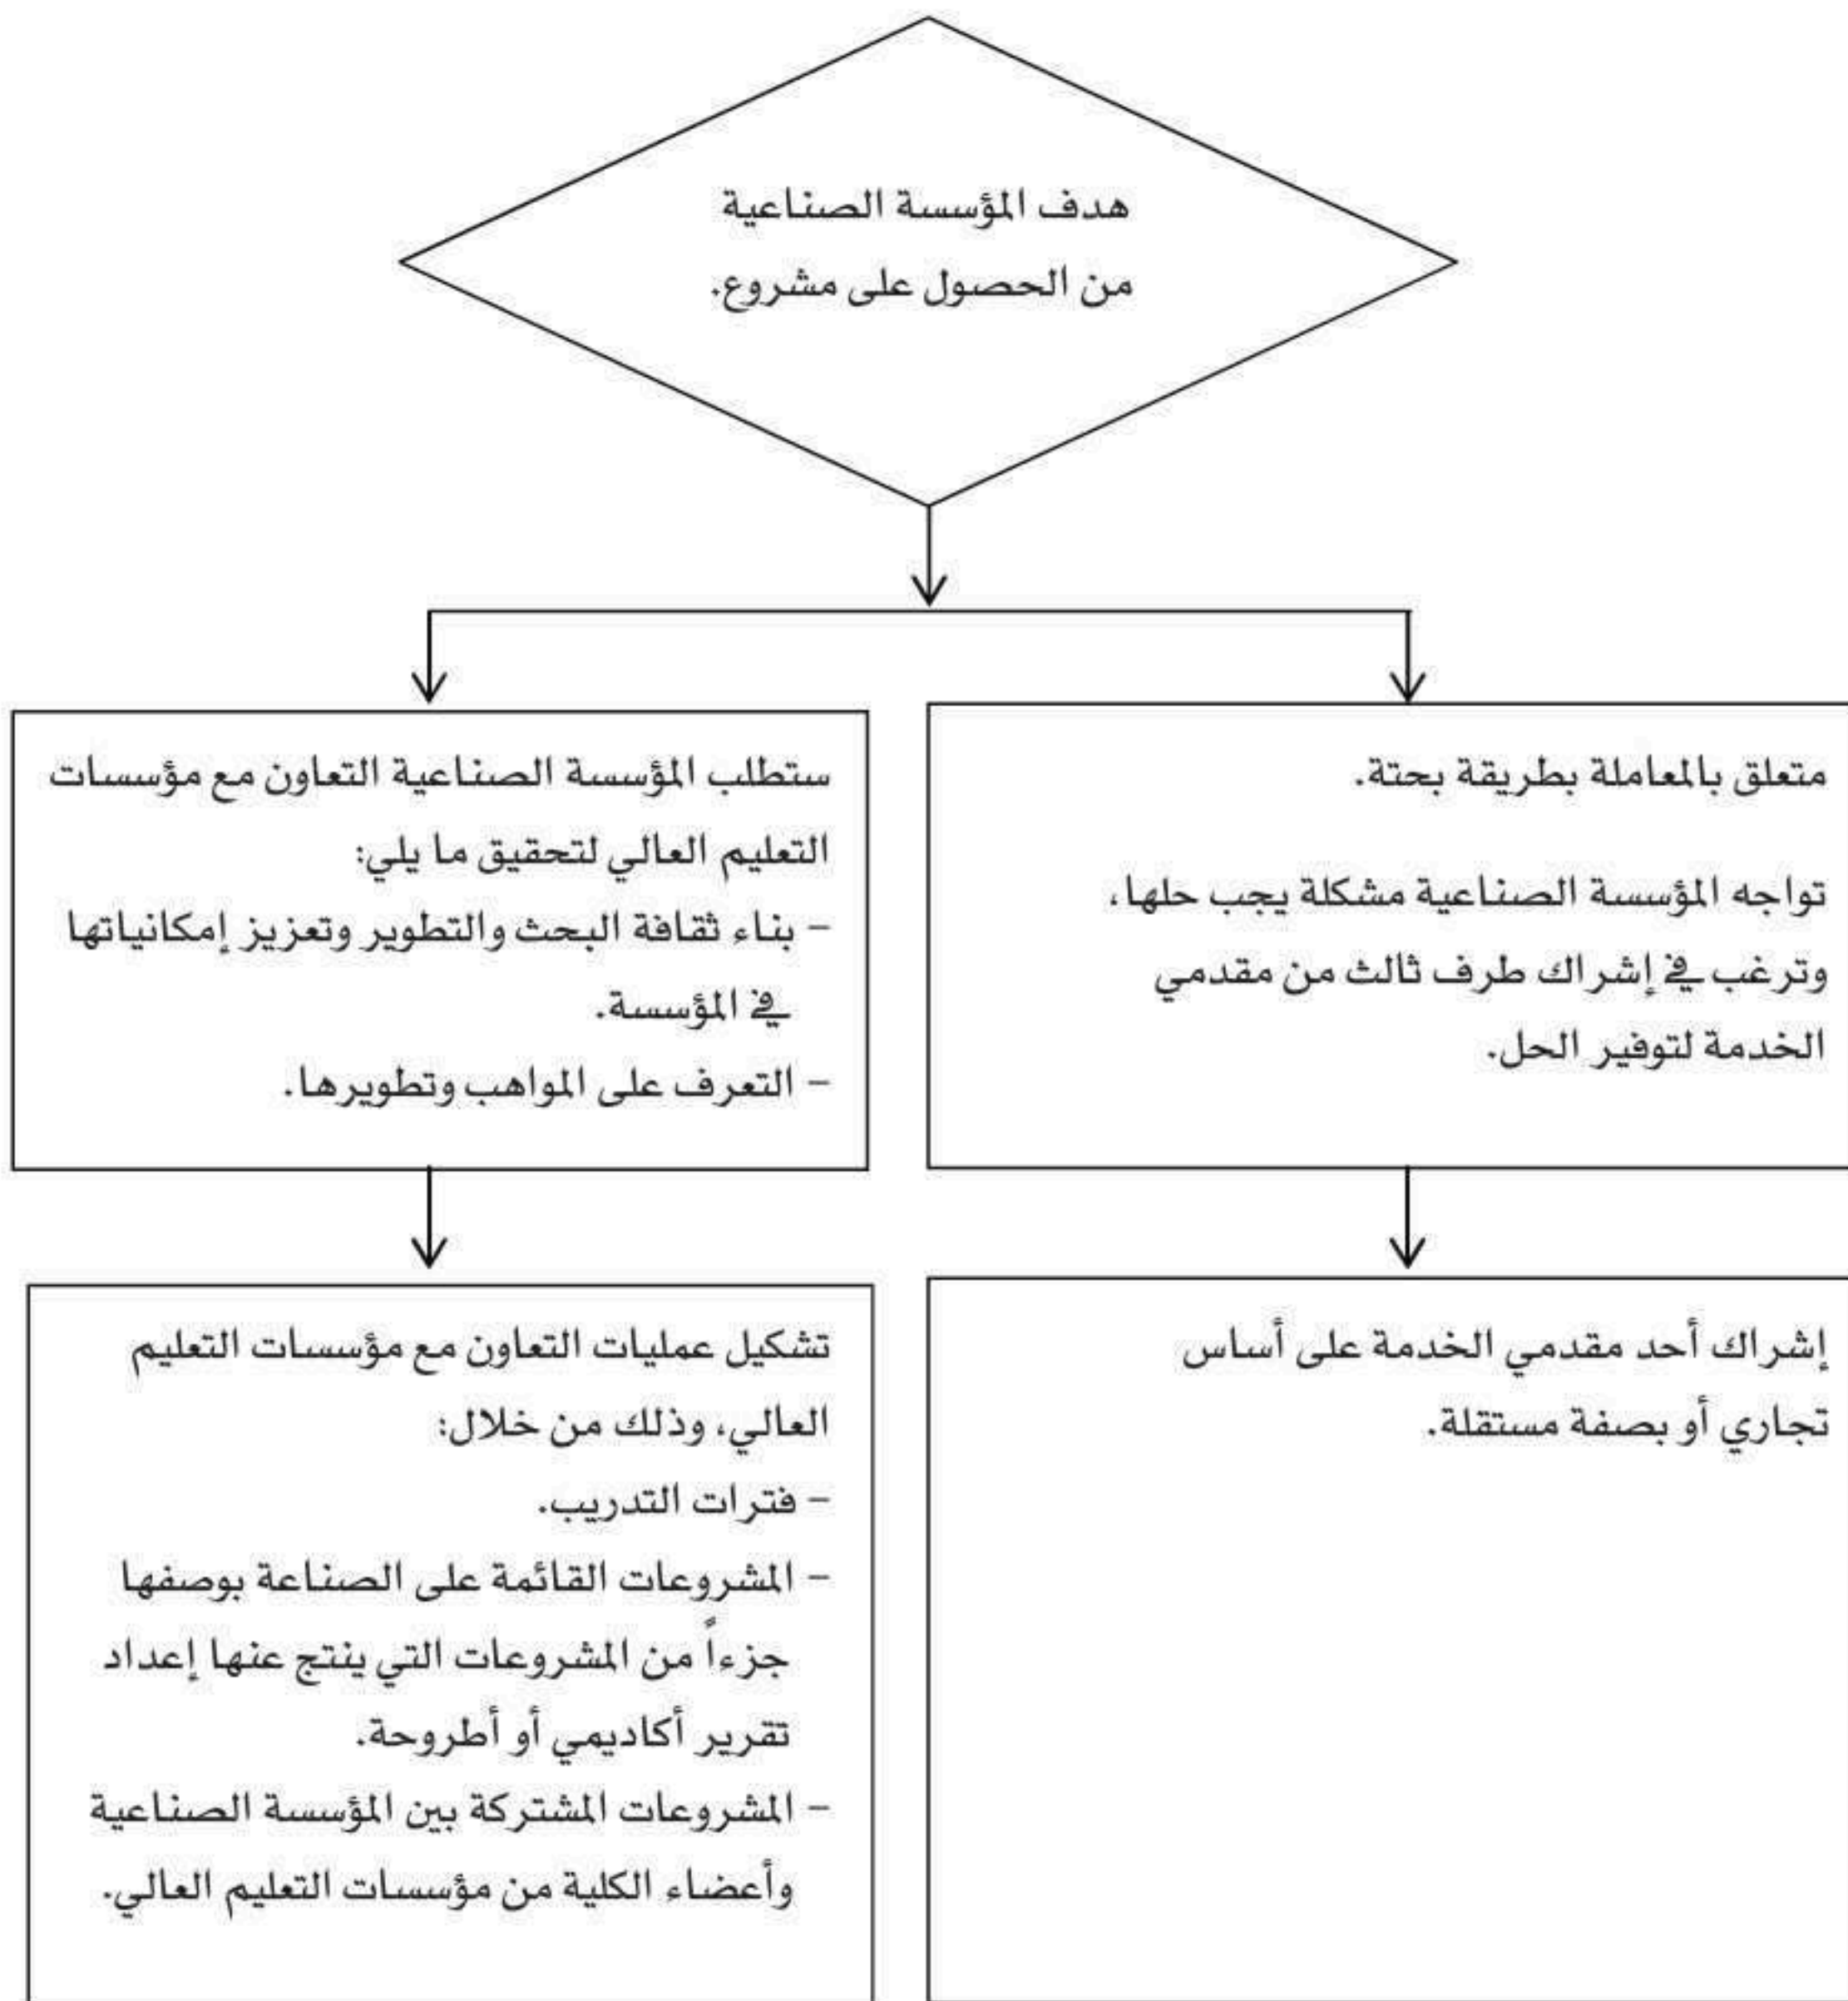 هدف المؤسسة الصناعية
من الحصول على مشروع.
متعلق بالمعاملة بطريقة بحتة.
تواجه المؤسسة الصناعية مشكلة يجب حلها،
وترغب في إشراك طرف ثالث من مقدمي
الخدمة لتوفير الحل.
ستطلب المؤسسة الصناعية التعاون مع مؤسسات
التعليم العالي لتحقيق ما يلي:
– بناء ثقافة البحث والتطوير وتعزيز إمكانياتها
في المؤسسة.
– التعرف على المواهب وتطويرها.
إشراك أحد مقدمي الخدمة على أساس
تجاري أو بصفة مستقلة.
تشكيل عمليات التعاون مع مؤسسات التعليم
العالي، وذلك من خلال:
– فترات التدريب.
– المشروعات القائمة على الصناعة بوصفها
جزءاً من المشروعات التي ينتج عنها إعداد
تقرير أكاديمي أو أطروحة.
– المشروعات المشتركة بين المؤسسة الصناعية
وأعضاء الكلية من مؤسسات التعليم العالي.